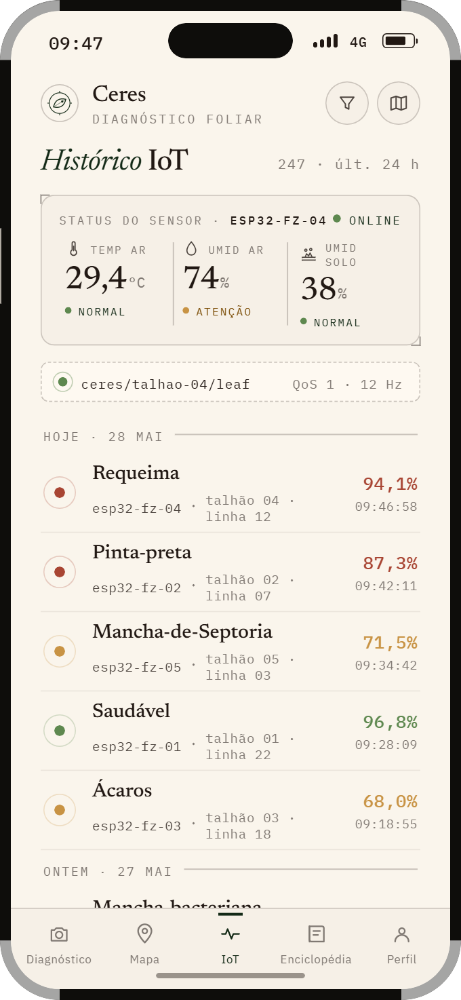 09:47
4G
Ceres
DIAGNÓSTICO FOLIAR
Histórico IoT
247 · últ. 24 h
STATUS DO SENSOR · ESP32-FZ-04
ONLINE
TEMP AR
29,4°C
NORMAL
UMID AR
74%
ATENÇÃO
UMID
SOLO
38%
NORMAL
ceres/talhao-04/leaf
QoS 1 · 12 Hz
HOJE · 28 MAI
Requeima
94,1%
esp32-fz-04 · talhão 04 ·
linha 12
09:46:58
Pinta-preta
87,3%
esp32-fz-02 · talhão 02 ·
linha 07
09:42:11
Mancha-de-Septoria
71,5%
esp32-fz-05 · talhão 05 ·
linha 03
09:34:42
Saudável
96,8%
esp32-fz-01 · talhão 01 ·
linha 22
09:28:09
Ácaros
68,0%
esp32-fz-03 · talhão 03 ·
linha 18
09:18:55
ONTEM · 27 MAI
Mancha bacteriana
Diagnóstico
Mapa
IoT
Enciclopédia
Perfil